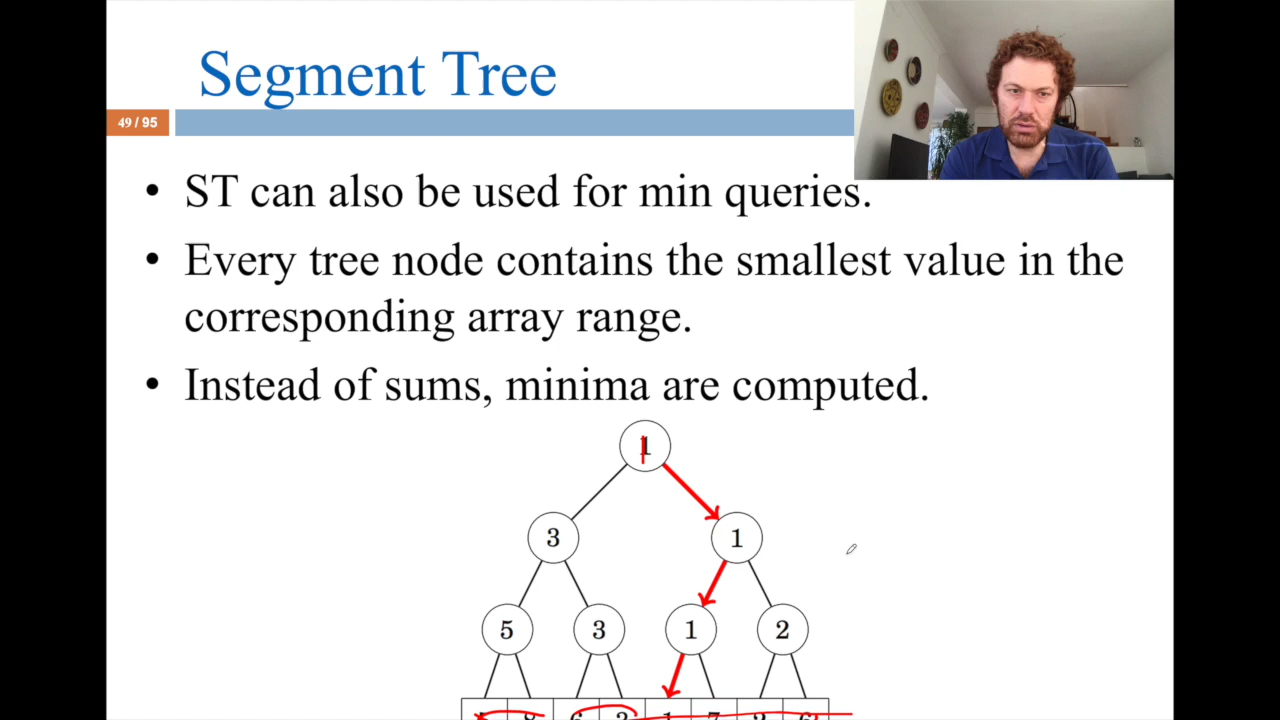 Segment Tree
49 / 95
• ST can also be used for min queries.
• Every tree node contains the smallest value in the
corresponding array range.
• Instead of sums, minima are computed.
1
3 1
5 3 1 2